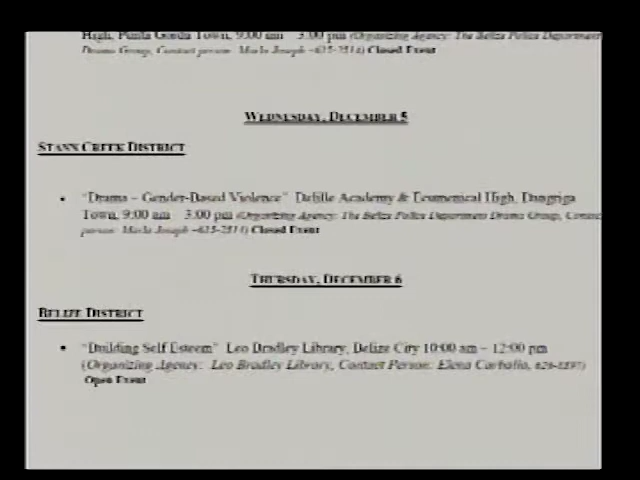 High, Punta Gorda Town, 9:00 am 3:00 pm (Organizing Agency: The Belize Police Department
Drama Group, Contact person: Marla Joseph ~615-2514) Closed Event
WEDNESDAY, DECEMBER 5
STANN CREEK DISTRICT
• "Drama – Gender-Based Violence" Delille Academy & Ecumenical High, Dangriga
Town, 9:00 am 3:00 pm (Organizing Agency: The Belize Police Department Drama Group, Contact
person: Marla Joseph ~615-2514) Closed Event
THURSDAY, DECEMBER 6
BELIZE DISTRICT
• "Building Self Esteem" Leo Bradley Library, Belize City 10:00 am – 12:00 pm
(Organizing Agency: Leo Bradley Library, Contact Person: Elena Carballo,
Open Event